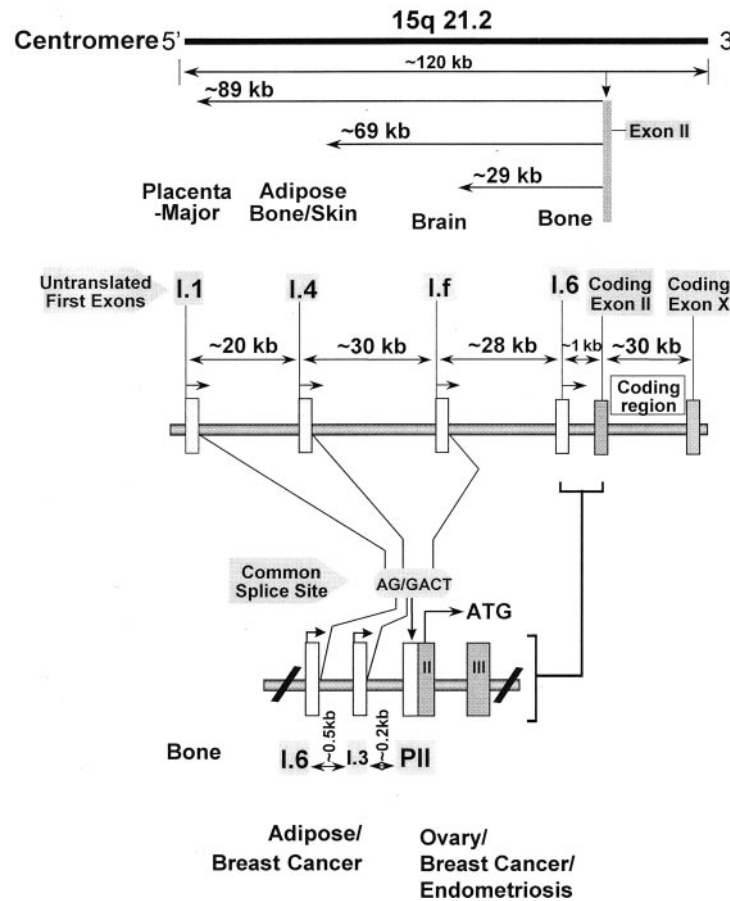 15q 21.2
Centromere 5' 3'
~120 kb
~89 kb
~69 kb
Exon II
~29 kb
Placenta
-Major
Adipose
Bone/Skin
Brain
Bone
Untranslated
First Exons
I.1
I.4
I.f
I.6
Coding
Exon II
Coding
Exon X
~20 kb
~30 kb
~28 kb
~1 kb
~30 kb
Coding
region
Common
Splice Site
AG/GACT
ATG
II
III
~0.5kb
~0.2kb
Bone
I.6
I.3
PII
Adipose/
Breast Cancer
Ovary/
Breast Cancer/
Endometriosis